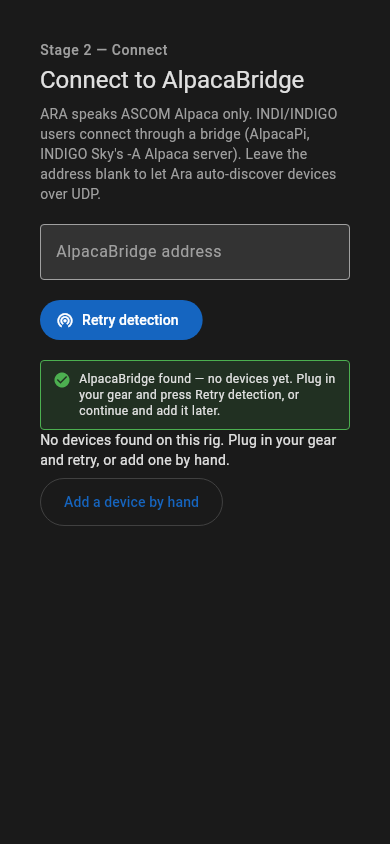 Stage 2 — Connect
Connect to AlpacaBridge
ARA speaks ASCOM Alpaca only. INDI/INDIGO
users connect through a bridge (AlpacaPi,
INDIGO Sky's -A Alpaca server). Leave the
address blank to let Ara auto-discover devices
over UDP.
AlpacaBridge address
Retry detection
AlpacaBridge found — no devices yet. Plug in
your gear and press Retry detection, or
continue and add it later.
No devices found on this rig. Plug in your gear
and retry, or add one by hand.
Add a device by hand